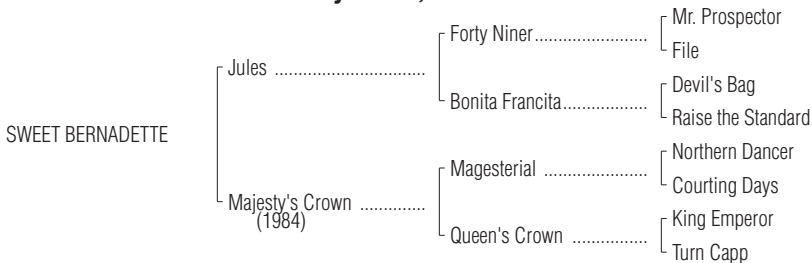 Mr. Prospector
Forty Niner
File
Jules
Devil's Bag
Bonita Francita
Raise the Standard
SWEET BERNADETTE
Northern Dancer
Magesterial
Courting Days
Majesty's Crown
(1984)
King Emperor
Queen's Crown
Turn Capp